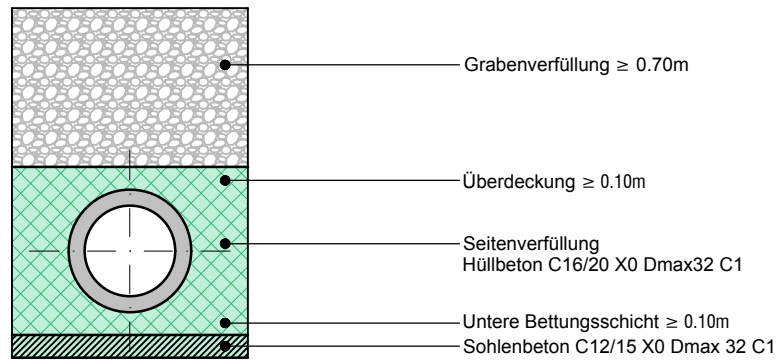 Grabenverfüllung ≥ 0.70m
Überdeckung ≥ 0.10m
Seitenverfüllung
Hüllbeton C16/20 X0 Dmax32 C1
Untere Bettungsschicht ≥ 0.10m
Sohlenbeton C12/15 X0 Dmax 32 C1